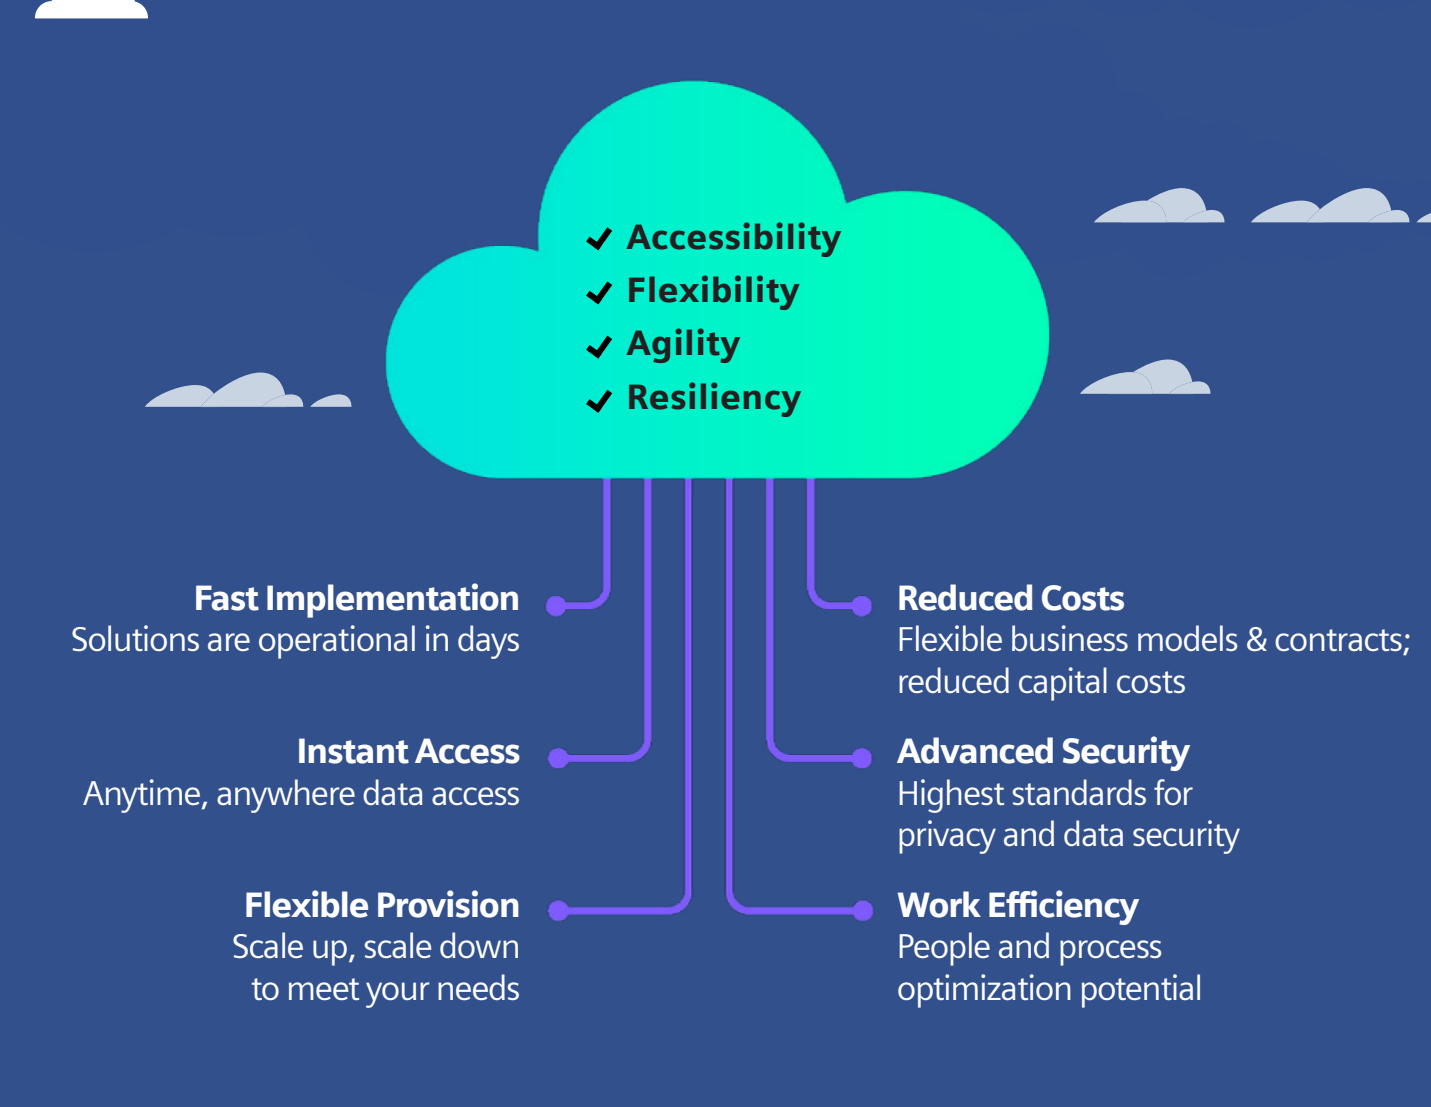 Accessibility
Flexibility
Agility
Resiliency
Fast Implementation
Solutions are operational in days
Instant Access
Anytime, anywhere data access
Flexible Provision
Scale up, scale down
to meet your needs
Reduced Costs
Flexible business models & contracts;
reduced capital costs
Advanced Security
Highest standards for
privacy and data security
Work Efficiency
People and process
optimization potential